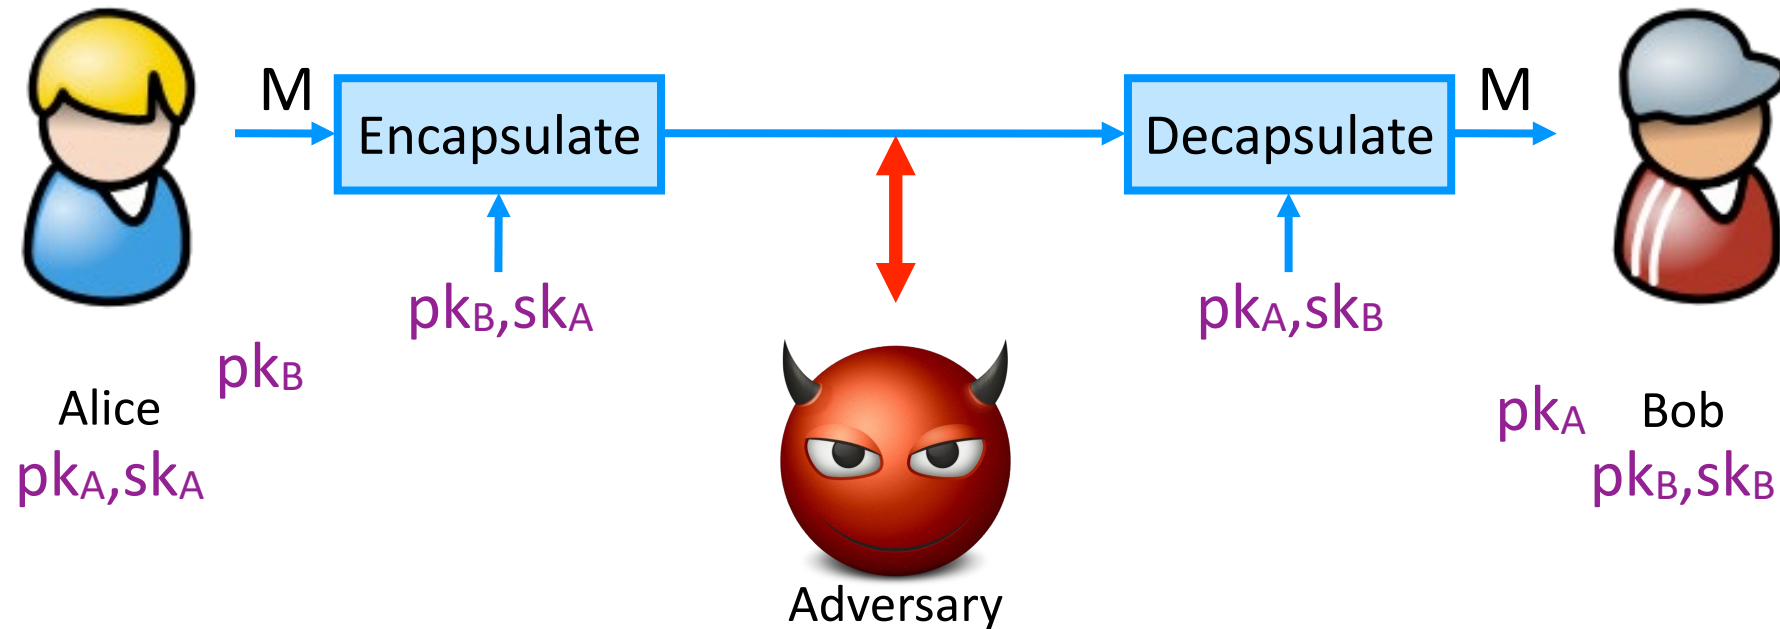 M
Encapsulate
Decapsulate
M
pkB,skA
pkA,skB
pkB
Alice
pkA
Bob
pkA,skA
pkB,skB
Adversary